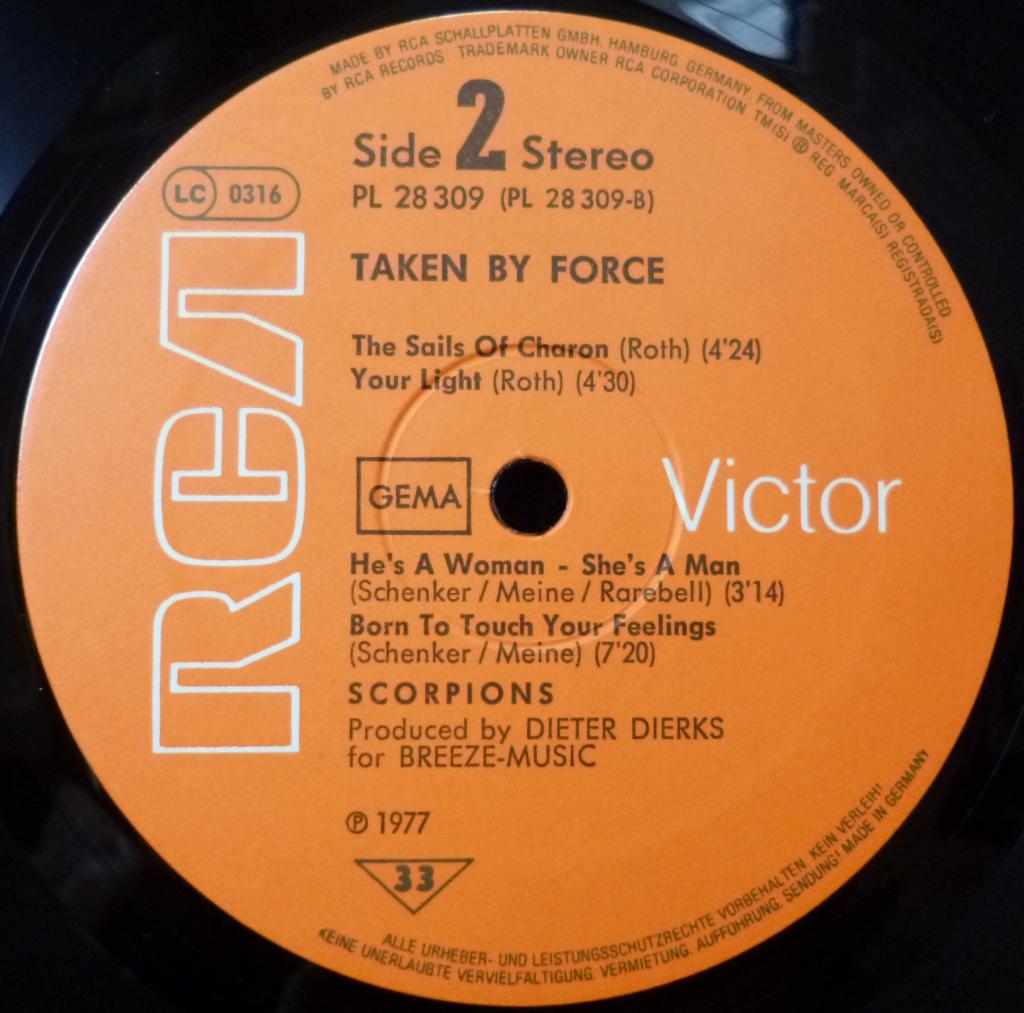 MADE BY RCA SCHALLPLATTEN GMBH. HAMBURG. GERMANY. FROM MASTERS OWNED OR CONTROLLED
BY RCA RECORDS TRADEMARK OWNER RCA CORPORATION TM(S) ® REG MARCA(S) REGISTRADA(S)
Side 2 Stereo
LC 0316
PL 28 309 (PL 28 309-B)
TAKEN BY FORCE
The Sails Of Charon (Roth) (4'24)
Your Light (Roth) (4'30)
RCA
GEMA
Victor
He's A Woman - She's A Man
(Schenker / Meine / Rarebell) (3'14)
Born To Touch Your Feelings
(Schenker / Meine) (7'20)
SCORPIONS
Produced by DIETER DIERKS
for BREEZE-MUSIC
℗ 1977
33
ALLE URHEBER- UND LEISTUNGSSCHUTZRECHTE VORBEHALTEN. KEIN VERLEIH!
KEINE UNERLAUBTE VERVIELFALTIGUNG. VERMIETUNG. AUFFUHRUNG. SENDUNG! MADE IN GERMANY